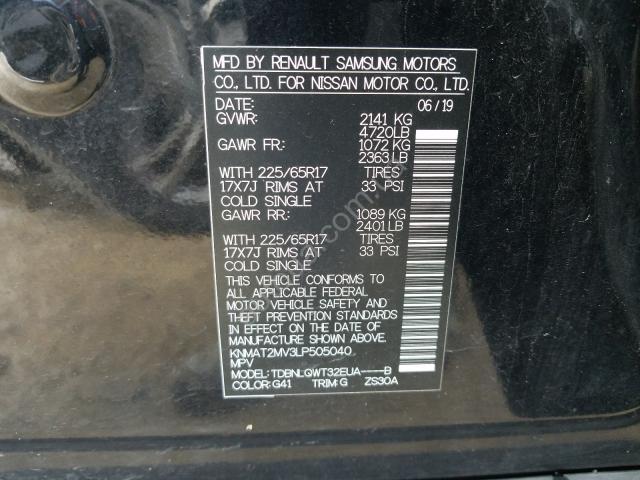 MFD BY RENAULT SAMSUNG MOTORS
CO., LTD. FOR NISSAN MOTOR CO., LTD.
DATE: 06/19
GVWR: 2141 KG
4720LB
GAWR FR: 1072 KG
2363 LB
WITH 225/65R17 TIRES
17X7J RIMS AT 33 PSI
COLD SINGLE
GAWR RR: 1089 KG
2401 LB
WITH 225/65R17 TIRES
17X7J RIMS AT 33 PSI
COLD SINGLE
THIS VEHICLE CONFORMS TO
ALL APPLICABLE FEDERAL
MOTOR VEHICLE SAFETY AND
THEFT PREVENTION STANDARDS
IN EFFECT ON THE DATE OF
MANUFACTURE SHOWN ABOVE.
KNMAT2MV3LP505040
MPV
MODEL: TDBNLQWT32EUA----B
COLOR: G41 TRIM: G ZS30A